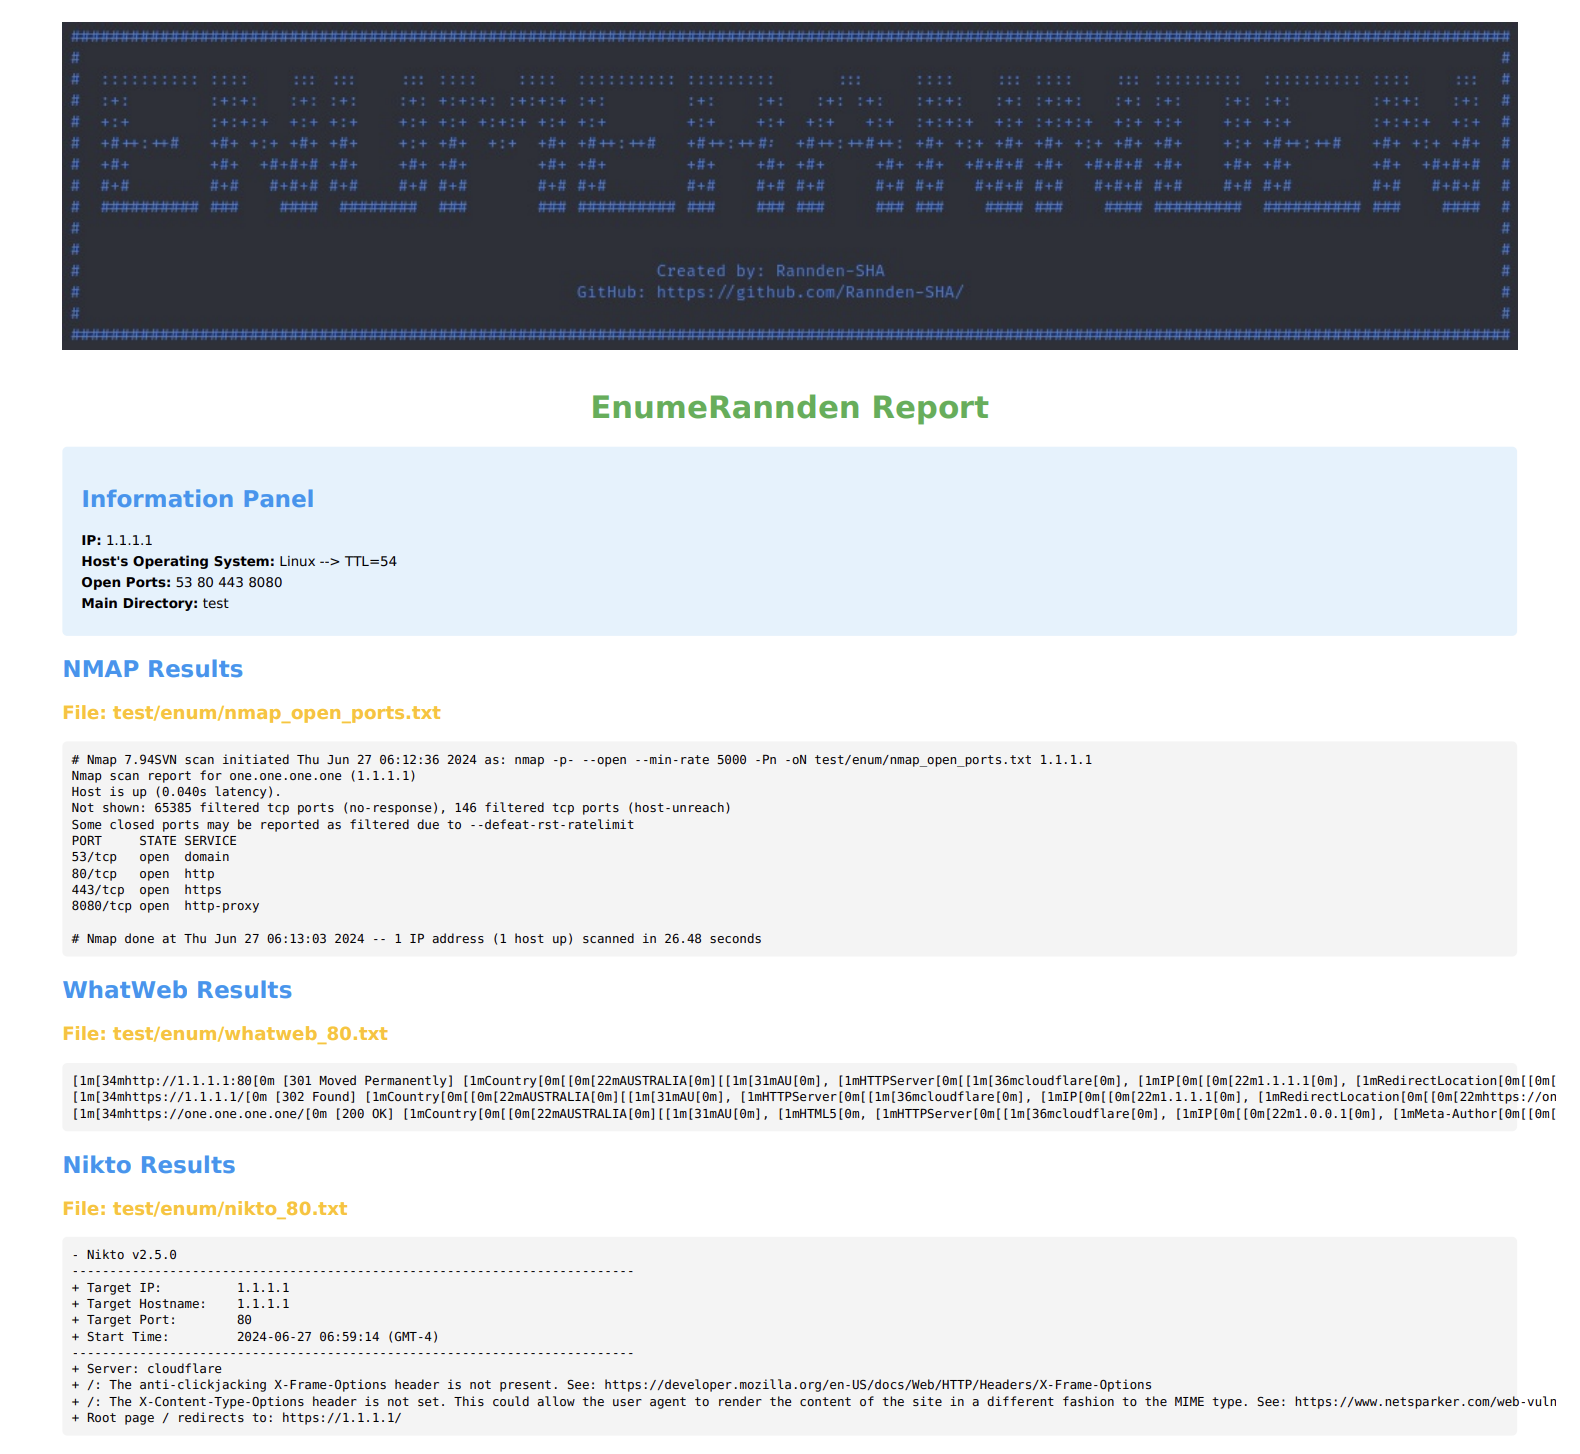 Created by: Rannden-SHA
GitHub: https://github.com/Rannden-SHA/
EnumeRannden Report
Information Panel
IP: 1.1.1.1
Host's Operating System: Linux --> TTL=54
Open Ports: 53 80 443 8080
Main Directory: test
NMAP Results
File: test/enum/nmap_open_ports.txt
# Nmap 7.94SVN scan initiated Thu Jun 27 06:12:36 2024 as: nmap -p- --open --min-rate 5000 -Pn -oN test/enum/nmap_open_ports.txt 1.1.1.1
Nmap scan report for one.one.one.one (1.1.1.1)
Host is up (0.040s latency).
Not shown: 65385 filtered tcp ports (no-response), 146 filtered tcp ports (host-unreach)
Some closed ports may be reported as filtered due to --defeat-rst-ratelimit
PORT     STATE SERVICE
53/tcp   open  domain
80/tcp   open  http
443/tcp  open  https
8080/tcp open  http-proxy
# Nmap done at Thu Jun 27 06:13:03 2024 -- 1 IP address (1 host up) scanned in 26.48 seconds
WhatWeb Results
File: test/enum/whatweb_80.txt
[1m[34mhttp://1.1.1.1:80[0m [301 Moved Permanently] [1mCountry[0m[[0m[22mAUSTRALIA[0m][[1m[31mAU[0m], [1mHTTPServer[0m[[1m[36mcloudflare[0m], [1mIP[0m[[0m[22m1.1.1.1[0m], [1mRedirectLocation[0m[[0m[
[1m[34mhttps://1.1.1.1/[0m [302 Found] [1mCountry[0m[[0m[22mAUSTRALIA[0m][[1m[31mAU[0m], [1mHTTPServer[0m[[1m[36mcloudflare[0m], [1mIP[0m[[0m[22m1.1.1.1[0m], [1mRedirectLocation[0m[[0m[22mhttps://on
[1m[34mhttps://one.one.one.one/[0m [200 OK] [1mCountry[0m[[0m[22mAUSTRALIA[0m][[1m[31mAU[0m], [1mHTML5[0m, [1mHTTPServer[0m[[1m[36mcloudflare[0m], [1mIP[0m[[0m[22m1.0.0.1[0m], [1mMeta-Author[0m[[0m[
Nikto Results
File: test/enum/nikto_80.txt
- Nikto v2.5.0
---------------------------------------------------------------------------
+ Target IP:          1.1.1.1
+ Target Hostname:    1.1.1.1
+ Target Port:        80
+ Start Time:         2024-06-27 06:59:14 (GMT-4)
---------------------------------------------------------------------------
+ Server: cloudflare
+ /: The anti-clickjacking X-Frame-Options header is not present. See: https://developer.mozilla.org/en-US/docs/Web/HTTP/Headers/X-Frame-Options
+ /: The X-Content-Type-Options header is not set. This could allow the user agent to render the content of the site in a different fashion to the MIME type. See: https://www.netsparker.com/web-vuln
+ Root page / redirects to: https://1.1.1.1/